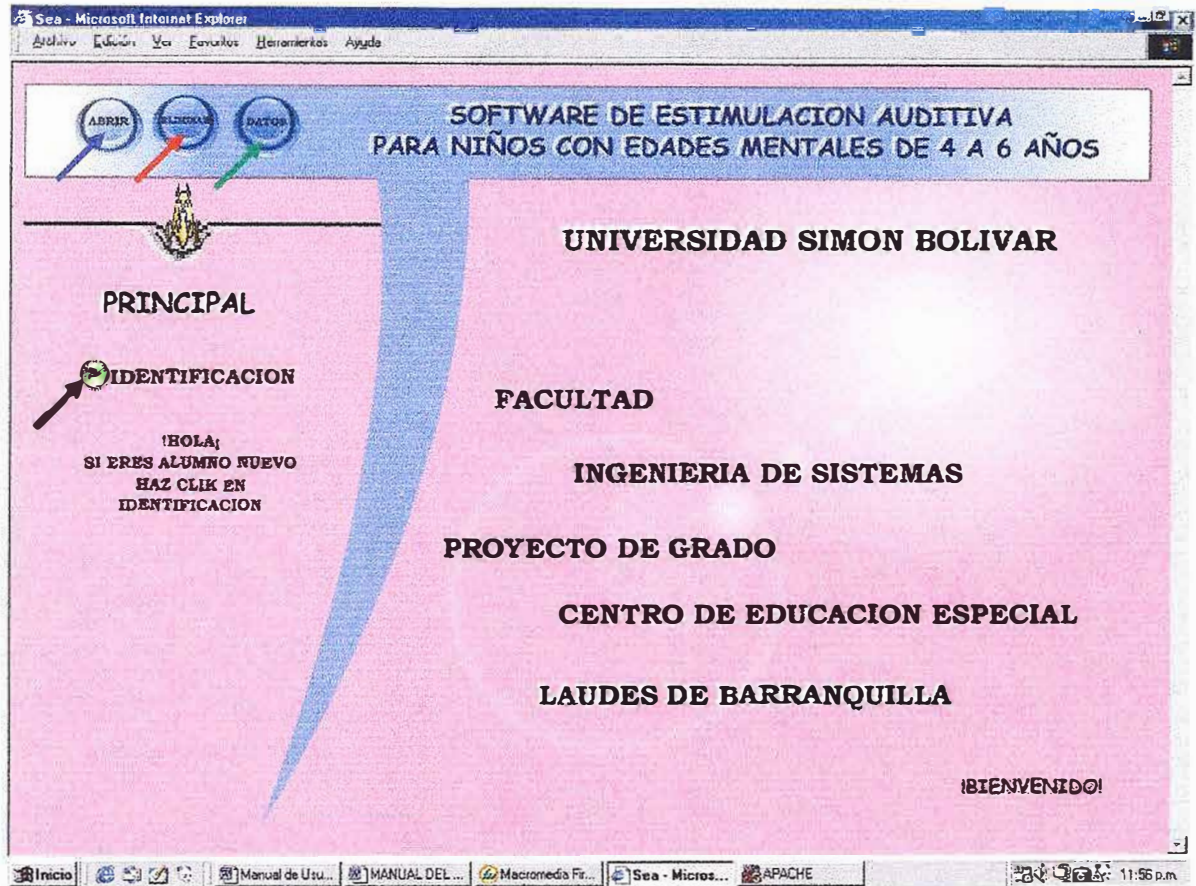 Sea - Microsoft Internet Explorer
Archivo Edición Ver Favoritos Herramientas Ayuda
ABRIR ELIMINAR DATOS
SOFTWARE DE ESTIMULACION AUDITIVA
PARA NIÑOS CON EDADES MENTALES DE 4 A 6 AÑOS
PRINCIPAL
IDENTIFICACION
!HOLA¡
SI ERES ALUMNO NUEVO
HAZ CLIK EN
IDENTIFICACION
UNIVERSIDAD SIMON BOLIVAR
FACULTAD
INGENIERIA DE SISTEMAS
PROYECTO DE GRADO
CENTRO DE EDUCACION ESPECIAL
LAUDES DE BARRANQUILLA
!BIENVENIDO!
Inicio Manual de Usu... MANUAL DEL ... Macromedia Fir... Sea - Micros... APACHE 11:56 p.m.